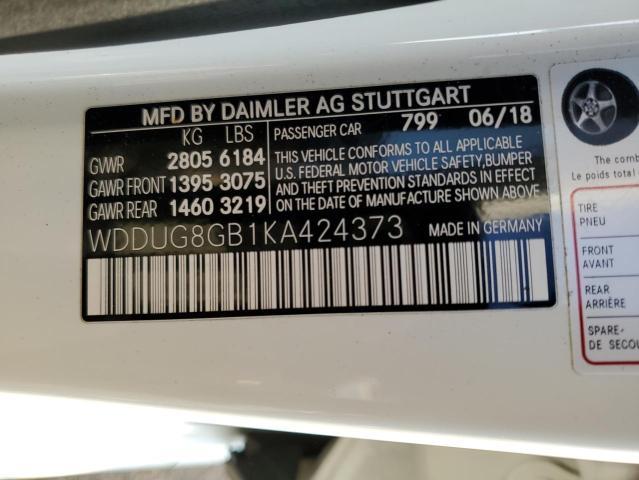 MFD BY DAIMLER AG STUTTGART
KG LBS
GVWR 2805 6184
GAWR FRONT 1395 3075
GAWR REAR 1460 3219
PASSENGER CAR 799 06/18
THIS VEHICLE CONFORMS TO ALL APPLICABLE
U.S. FEDERAL MOTOR VEHICLE SAFETY, BUMPER
AND THEFT PREVENTION STANDARDS IN EFFECT
ON THE DATE OF MANUFACTURE SHOWN ABOVE.
WDDUG8GB1KA424373 MADE IN GERMANY
The comb
Le poids total
TIRE
PNEU
FRONT
AVANT
REAR
ARRIÈRE
SPARE-
DE SECOU